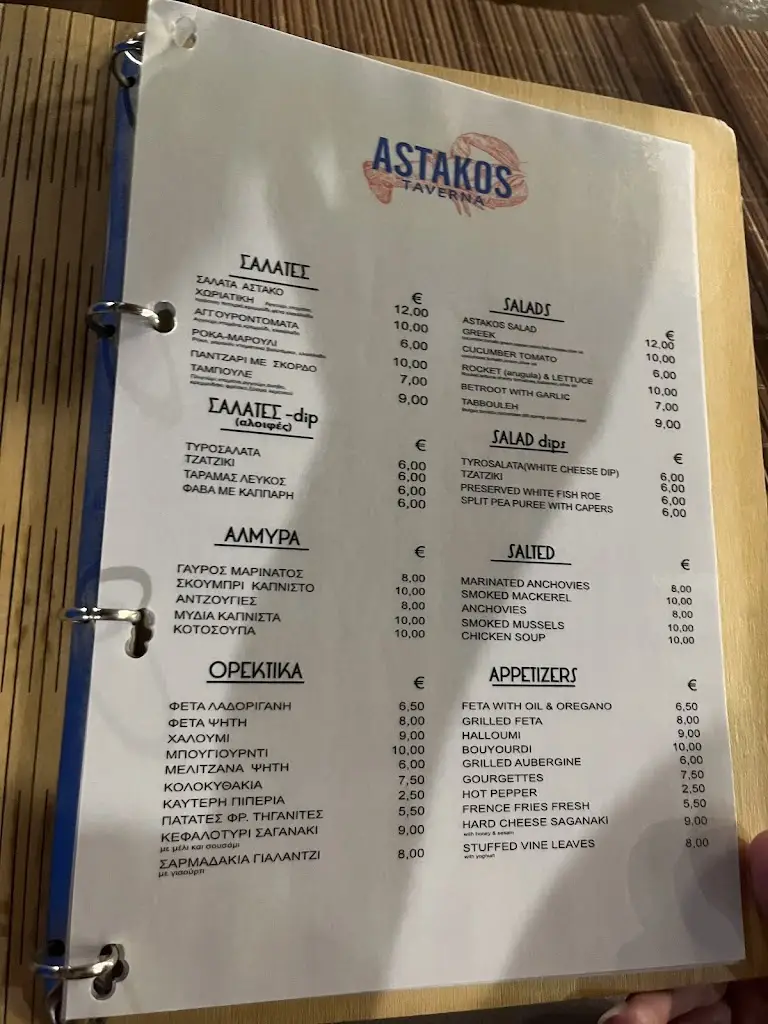 ASTAKOS
TAVERNA
ΣΑΛΑΤΕΣ
€
ΣΑΛΑΤΑ ΑΣΤΑΚΟ 12,00
ΧΩΡΙΑΤΙΚΗ 10,00
ΑΓΓΟΥΡΟΝΤΟΜΑΤΑ 6,00
ΡΟΚΑ-ΜΑΡΟΥΛΙ 10,00
ΠΑΝΤΖΑΡΙ ΜΕ ΣΚΟΡΔΟ 7,00
ΤΑΜΠΟΥΛΕ 9,00
ΣΑΛΑΤΕΣ -dip
(αλοιφές)
€
ΤΥΡΟΣΑΛΑΤΑ 6,00
ΤΖΑΤΖΙΚΙ 6,00
ΤΑΡΑΜΑΣ ΛΕΥΚΟΣ 6,00
ΦΑΒΑ ΜΕ ΚΑΠΠΑΡΗ 6,00
ΑΛΜΥΡΑ
€
ΓΑΥΡΟΣ ΜΑΡΙΝΑΤΟΣ 8,00
ΣΚΟΥΜΠΡΙ ΚΑΠΝΙΣΤΟ 10,00
ΑΝΤΖΟΥΓΙΕΣ 8,00
ΜΥΔΙΑ ΚΑΠΝΙΣΤΑ 10,00
ΚΟΤΟΣΟΥΠΑ 10,00
ΟΡΕΚΤΙΚΑ
€
ΦΕΤΑ ΛΑΔΟΡΙΓΑΝΗ 6,50
ΦΕΤΑ ΨΗΤΗ 8,00
ΧΑΛΟΥΜΙ 9,00
ΜΠΟΥΓΙΟΥΡΝΤΙ 10,00
ΜΕΛΙΤΖΑΝΑ ΨΗΤΗ 6,00
ΚΟΛΟΚΥΘΑΚΙΑ 7,50
ΚΑΥΤΕΡΗ ΠΙΠΕΡΙΑ 2,50
ΠΑΤΑΤΕΣ ΦΡ. ΤΗΓΑΝΙΤΕΣ 5,50
ΚΕΦΑΛΟΤΥΡΙ ΣΑΓΑΝΑΚΙ 9,00
με μέλι και σουσάμι
ΣΑΡΜΑΔΑΚΙΑ ΓΙΑΛΑΝΤΖΙ 8,00
με γιαούρτι
SALADS
€
ASTAKOS SALAD 12,00
GREEK 10,00
CUCUMBER TOMATO 6,00
ROCKET (arugula) & LETTUCE 10,00
BETROOT WITH GARLIC 7,00
TABBOULEH 9,00
SALAD dips
€
TYROSALATA(WHITE CHEESE DIP) 6,00
TZATZIKI 6,00
PRESERVED WHITE FISH ROE 6,00
SPLIT PEA PUREE WITH CAPERS 6,00
SALTED
€
MARINATED ANCHOVIES 8,00
SMOKED MACKEREL 10,00
ANCHOVIES 8,00
SMOKED MUSSELS 10,00
CHICKEN SOUP 10,00
APPETIZERS
€
FETA WITH OIL & OREGANO 6,50
GRILLED FETA 8,00
HALLOUMI 9,00
BOUYOURDI 10,00
GRILLED AUBERGINE 6,00
GOURGETTES 7,50
HOT PEPPER 2,50
FRENCE FRIES FRESH 5,50
HARD CHEESE SAGANAKI 9,00
with honey & sesam
STUFFED VINE LEAVES 8,00
with yoghurt